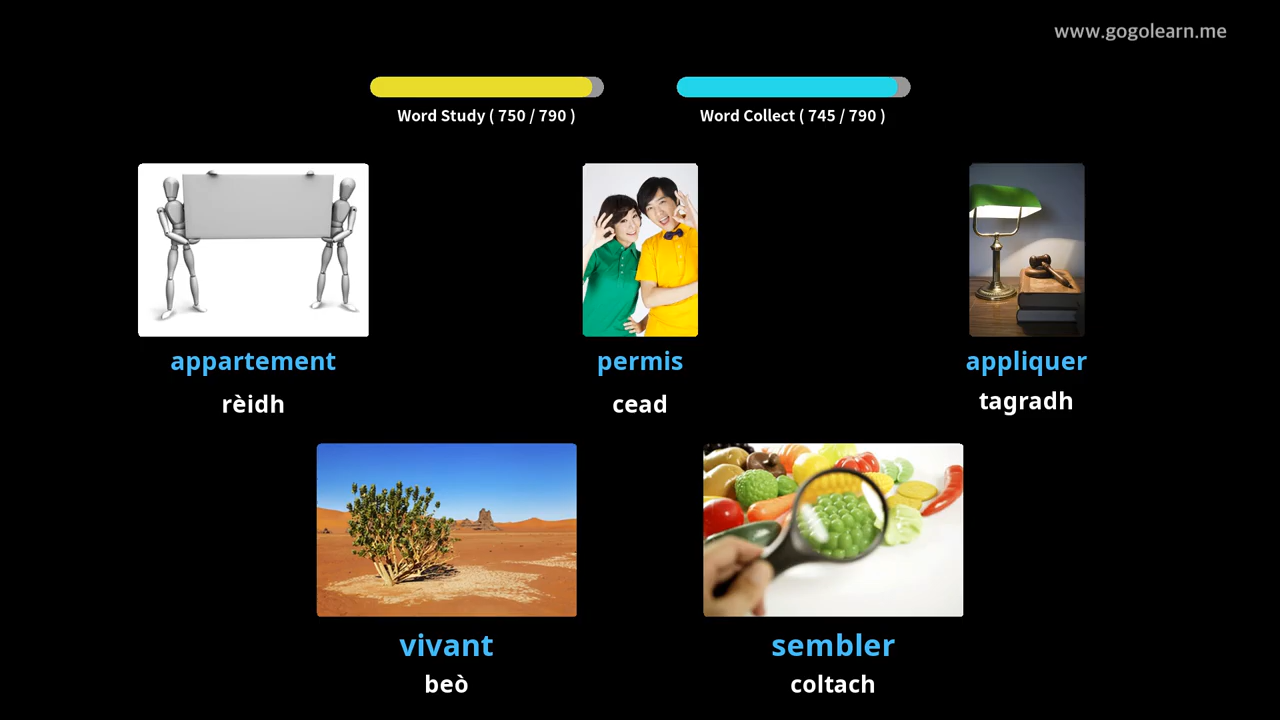 www.gogolearn.me
Word Study ( 750 / 790 )
Word Collect ( 745 / 790 )
appartement
permis
appliquer
rèidh
cead
tagradh
vivant
sembler
beò
coltach